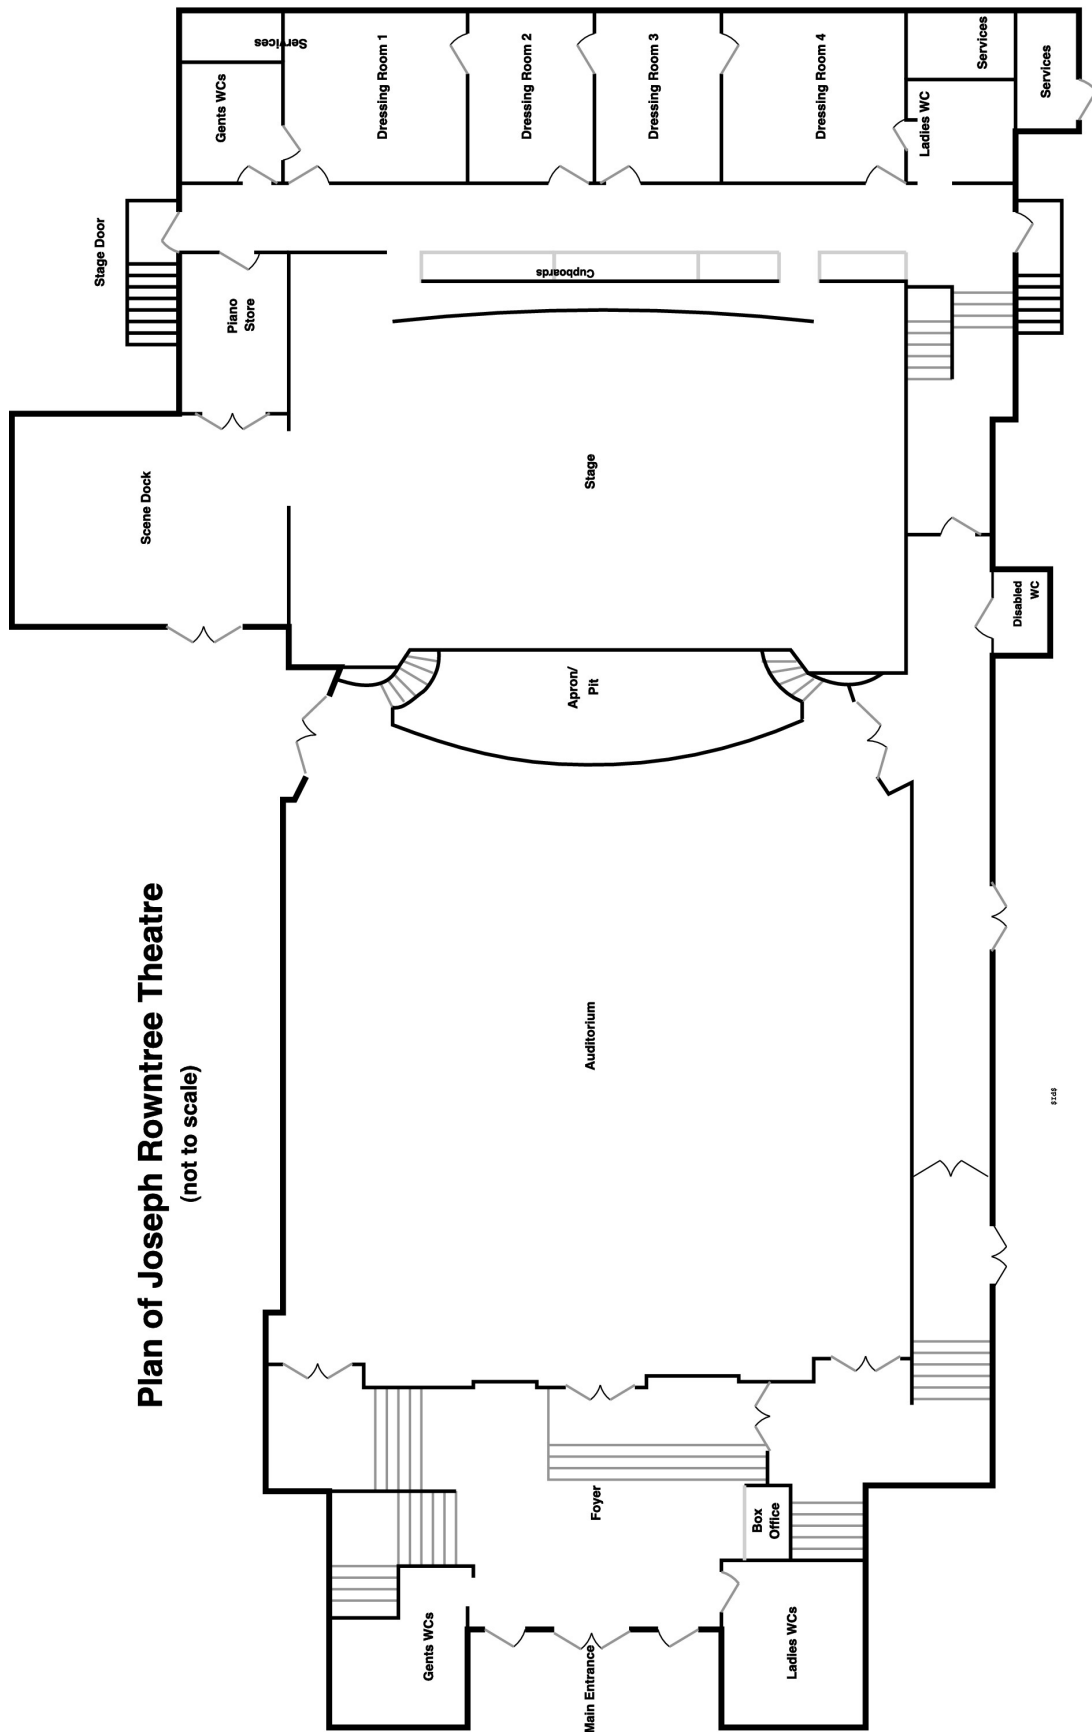 Plan of Joseph Rowntree Theatre
(not to scale)
Services
Gents WCs
Dressing Room 1
Dressing Room 2
Dressing Room 3
Dressing Room 4
Services
Ladies WC
Services
Stage Door
Piano
Store
Cupboards
Scene Dock
Stage
Disabled
WC
Apron/
Pit
Auditorium
$Id$
Foyer
Box
Office
Gents WCs
Main Entrance
Ladies WCs